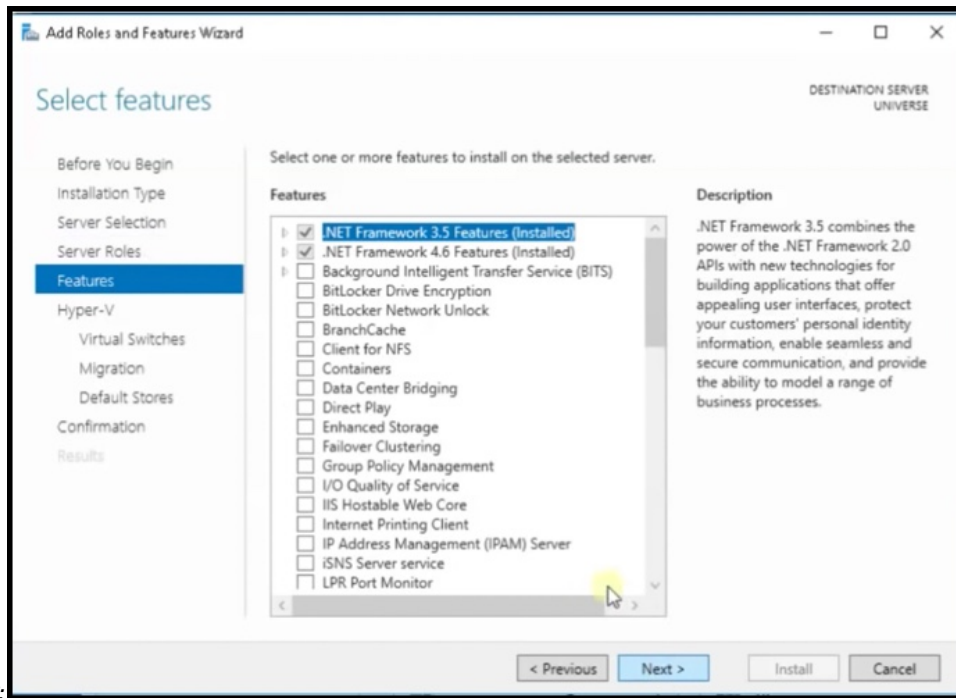 Add Roles and Features Wizard
Select features
DESTINATION SERVER
UNIVERSE
Before You Begin
Installation Type
Server Selection
Server Roles
Features
Hyper-V
Virtual Switches
Migration
Default Stores
Confirmation
Results
Select one or more features to install on the selected server.
Features
.NET Framework 3.5 Features (Installed)
.NET Framework 4.6 Features (Installed)
Background Intelligent Transfer Service (BITS)
BitLocker Drive Encryption
BitLocker Network Unlock
BranchCache
Client for NFS
Containers
Data Center Bridging
Direct Play
Enhanced Storage
Failover Clustering
Group Policy Management
I/O Quality of Service
IIS Hostable Web Core
Internet Printing Client
IP Address Management (IPAM) Server
iSNS Server service
LPR Port Monitor
Description
.NET Framework 3.5 combines the
power of the .NET Framework 2.0
APIs with new technologies for
building applications that offer
appealing user interfaces, protect
your customers' personal identity
information, enable seamless and
secure communication, and provide
the ability to model a range of
business processes.
< Previous
Next >
Install
Cancel